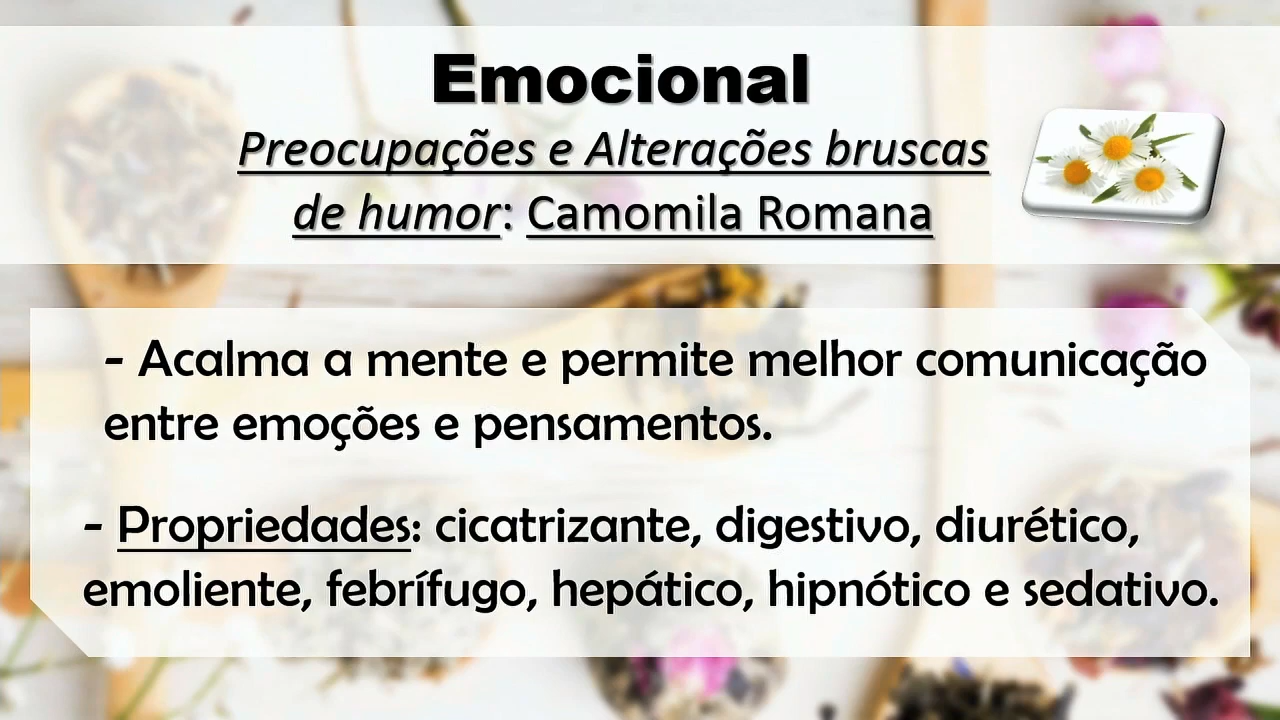 Emocional
Preocupações e Alterações bruscas
de humor: Camomila Romana
- Acalma a mente e permite melhor comunicação
entre emoções e pensamentos.
- Propriedades: cicatrizante, digestivo, diurético,
emoliente, febrífugo, hepático, hipnótico e sedativo.